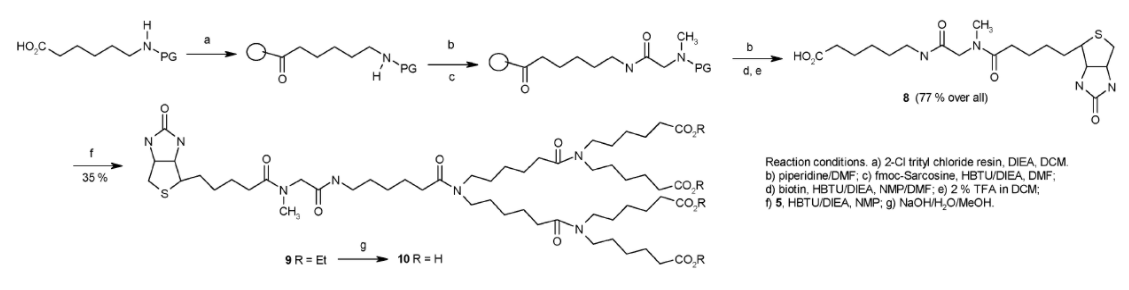 HO2C
H
N
PG
a
O
N
H
PG
b
c
O
N
O
CH3
N
PG
b
d, e
HO2C
N
O
CH3
N
O
S
N
N
O
8 (77 % over all)
f
35 %
O
N
N
S
O
N
CH3
O
N
O
N
O
N
CO2R
CO2R
O
N
CO2R
CO2R
9 R = Et
g
10 R = H
Reaction conditions. a) 2-Cl trityl chloride resin, DIEA, DCM.
b) piperidine/DMF; c) fmoc-Sarcosine, HBTU/DIEA, DMF;
d) biotin, HBTU/DIEA, NMP/DMF; e) 2 % TFA in DCM;
f) 5, HBTU/DIEA, NMP; g) NaOH/H2O/MeOH.